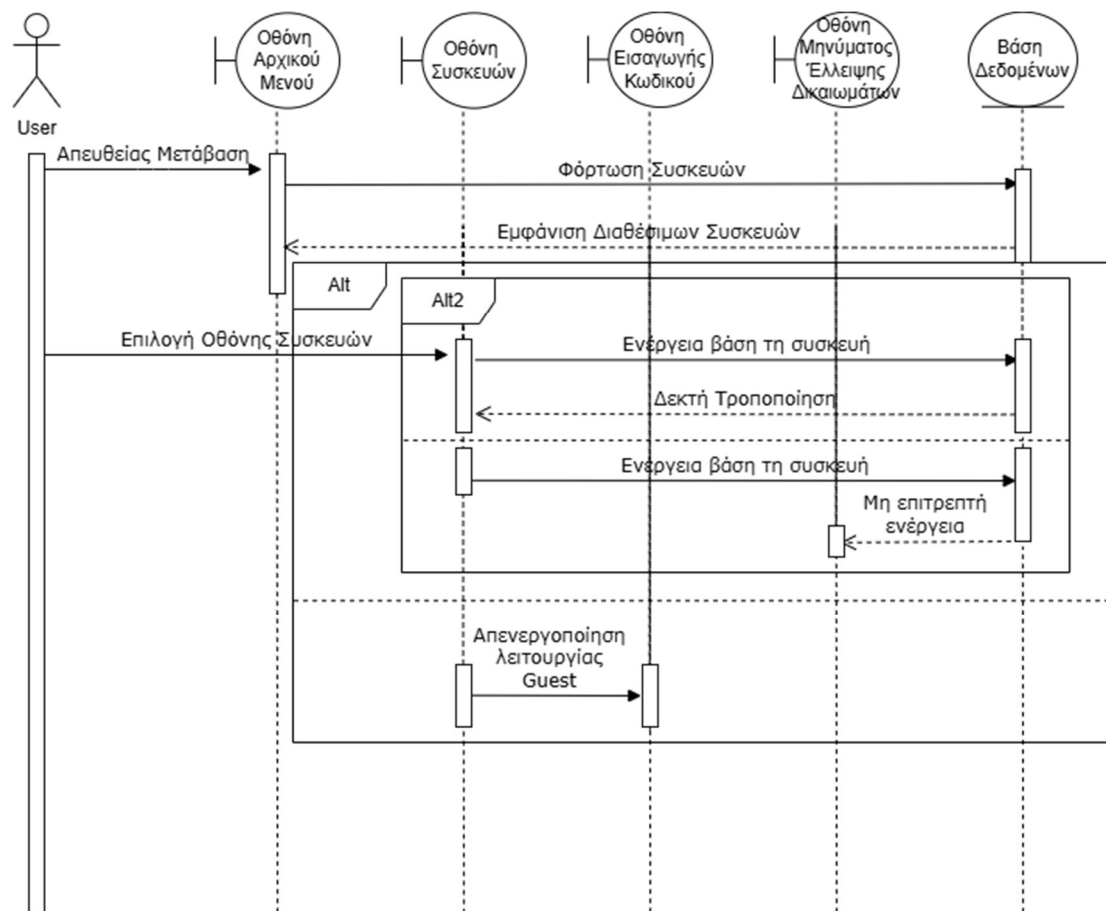 User
Οθόνη
Αρχικού
Μενού
Οθόνη
Συσκευών
Οθόνη
Εισαγωγής
Κωδικού
Οθόνη
Μηνύματος
Έλλειψης
Δικαιωμάτων
Βάση
Δεδομένων
Απευθείας Μετάβαση
Φόρτωση Συσκευών
Εμφάνιση Διαθέσιμων Συσκευών
Alt
Alt2
Επιλογή Οθόνης Συσκευών
Ενέργεια βάση τη συσκευή
Δεκτή Τροποποίηση
Ενέργεια βάση τη συσκευή
Μη επιτρεπτή
ενέργεια
Απενεργοποίηση
λειτουργίας
Guest